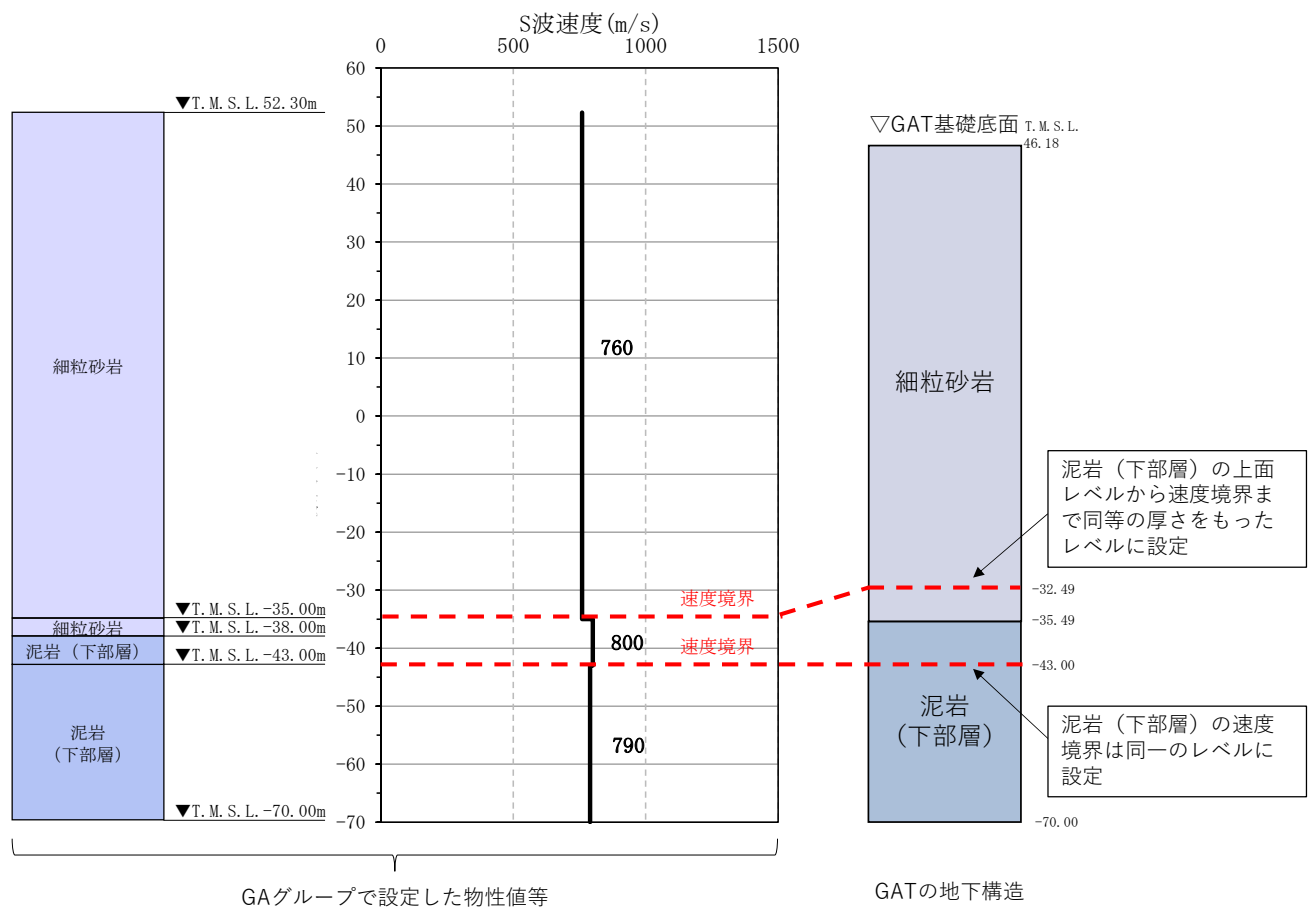 S波速度(m/s)
0 500 1000 1500
60
50
40
30
20
10
0
-10
-20
-30
-40
-50
-60
-70
▼T.M.S.L.52.30m
細粒砂岩
▼T.M.S.L.-35.00m
細粒砂岩
▼T.M.S.L.-38.00m
泥岩（下部層）
▼T.M.S.L.-43.00m
泥岩
（下部層）
▼T.M.S.L.-70.00m
760
速度境界
800
速度境界
790
▽GAT基礎底面 T.M.S.L.
46.18
細粒砂岩
-32.49
-35.49
-43.00
泥岩
（下部層）
-70.00
泥岩（下部層）の上面
レベルから速度境界ま
で同等の厚さをもった
レベルに設定
泥岩（下部層）の速度
境界は同一のレベルに
設定
GAグループで設定した物性値等
GATの地下構造